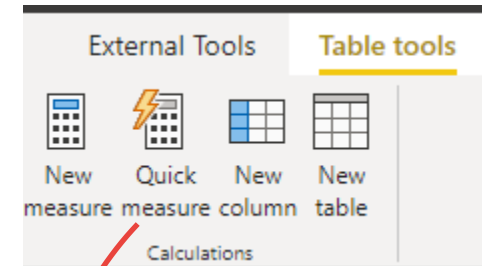 External Tools Table tools
New Quick New New
measure measure column table
Calculations